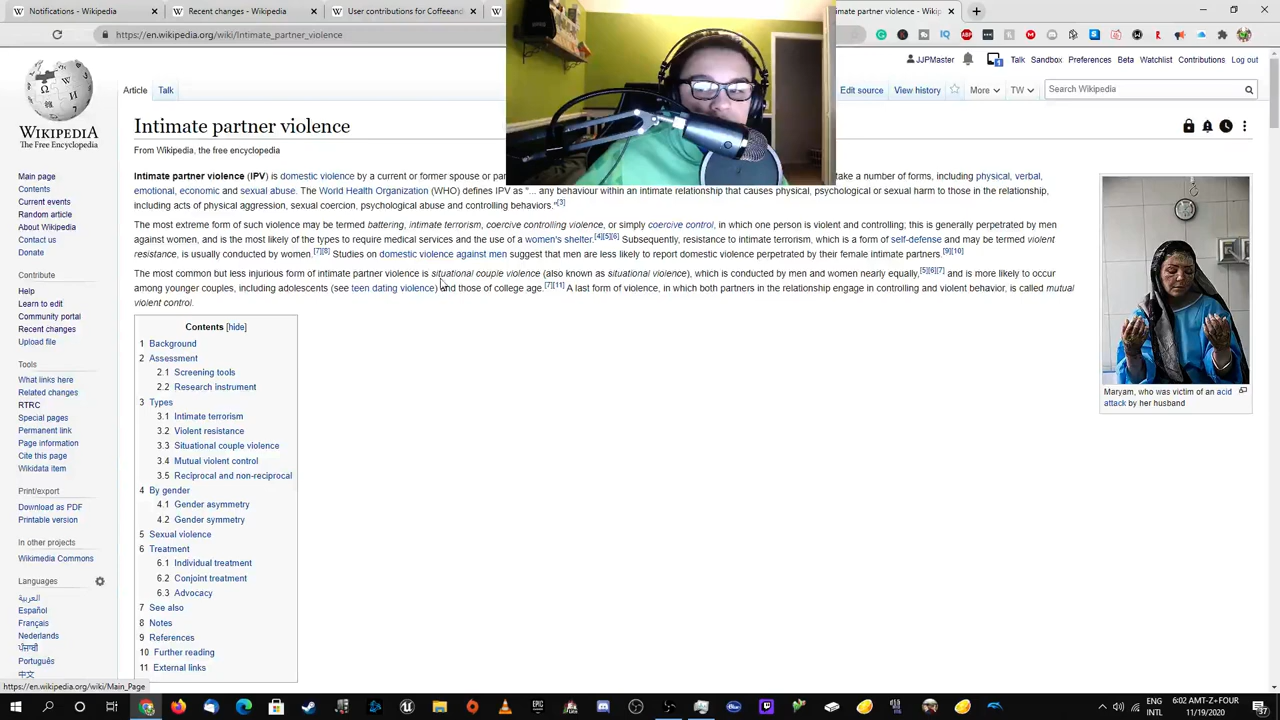 Notifications - Wikipedia
User contributions for Coffeeand
https://en.wikipedia.org/wiki/Intimate_partner_violence
JJPMaster Talk Sandbox Preferences Beta Watchlist Contributions Log out
Article Talk Edit source View history More TW Search Wikipedia
WIKIPEDIA
The Free Encyclopedia
Intimate partner violence
From Wikipedia, the free encyclopedia
Main page
Contents
Current events
Random article
About Wikipedia
Contact us
Donate
Contribute
Help
Learn to edit
Community portal
Recent changes
Upload file
Tools
What links here
Related changes
RTRC
Special pages
Permanent link
Page information
Cite this page
Wikidata item
Print/export
Download as PDF
Printable version
In other projects
Wikimedia Commons
Languages
العربية
Español
Français
Nederlands
ਪੰਜਾਬੀ
Português
中文
https://en.wikipedia.org/wiki/Main_Page
Intimate partner violence (IPV) is domestic violence by a current or former spouse or take a number of forms, including physical, verbal,
emotional, economic and sexual abuse. The World Health Organization (WHO) defines IPV as "... any behaviour within an intimate relationship that causes physical, psychological or sexual harm to those in the relationship,
including acts of physical aggression, sexual coercion, psychological abuse and controlling behaviors."[3]
The most extreme form of such violence may be termed battering, intimate terrorism, coercive controlling violence, or simply coercive control, in which one person is violent and controlling; this is generally perpetrated by men
against women, and is the most likely of the types to require medical services and the use of a women's shelter.[4][5][6] Subsequently, resistance to intimate terrorism, which is a form of self-defense and may be termed violent
resistance, is usually conducted by women.[7][8] Studies on domestic violence against men suggest that men are less likely to report domestic violence perpetrated by their female intimate partners.[9][10]
The most common but less injurious form of intimate partner violence is situational couple violence (also known as situational violence), which is conducted by men and women nearly equally,[5][6][7] and is more likely to occur
among younger couples, including adolescents (see teen dating violence) and those of college age.[7][11] A last form of violence, in which both partners in the relationship engage in controlling and violent behavior, is called mutual
violent control.
Contents [hide]
1 Background
2 Assessment
2.1 Screening tools
2.2 Research instrument
3 Types
3.1 Intimate terrorism
3.2 Violent resistance
3.3 Situational couple violence
3.4 Mutual violent control
3.5 Reciprocal and non-reciprocal
4 By gender
4.1 Gender asymmetry
4.2 Gender symmetry
5 Sexual violence
6 Treatment
6.1 Individual treatment
6.2 Conjoint treatment
6.3 Advocacy
7 See also
8 Notes
9 References
10 Further reading
11 External links
Maryam, who was victim of an acid
attack by her husband
ENG
INTL
6:02 AMT-Z+FOUR
11/19/2020